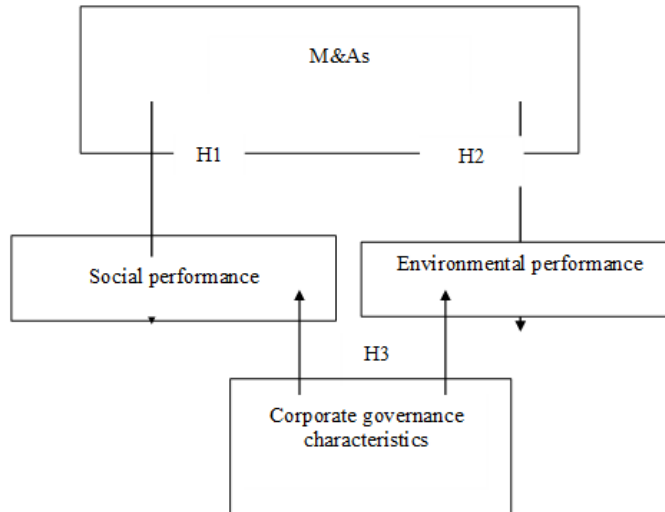 M&As
H1
H2
Social performance
Environmental performance
H3
Corporate governance
characteristics